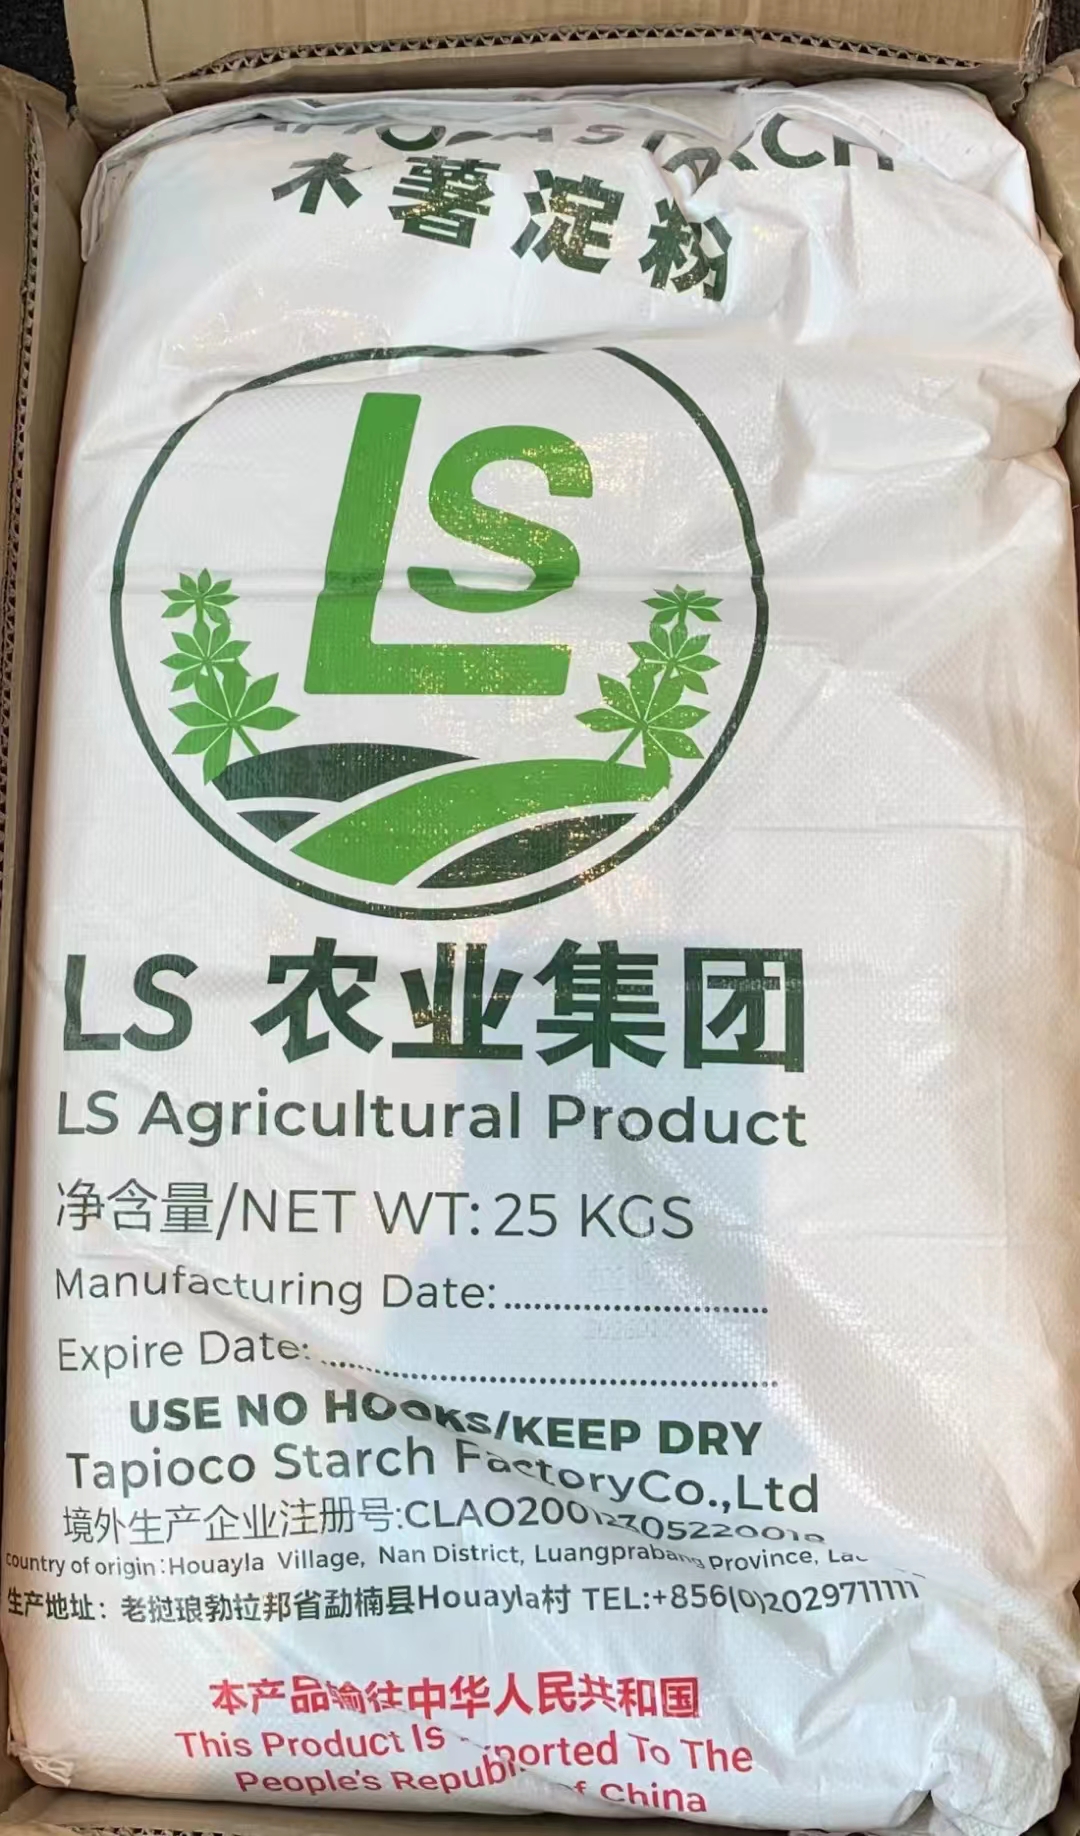 STARCH
木薯淀粉
LS
LS 农业集团
LS Agricultural Product
净含量/NET WT: 25 KGS
Manufacturing Date:
Expire Date:
USE NO HOOKS/KEEP DRY
Tapioco Starch FactoryCo.,Ltd
境外生产企业注册号:
country of origin:Houayla Village, Nan District, Luangprabang Province,
生产地址：老挝琅勃拉邦省勐楠县Houayla村 TEL:+856(0)2029711111
本产品输往中华人民共和国
This Product Is To The
People's China